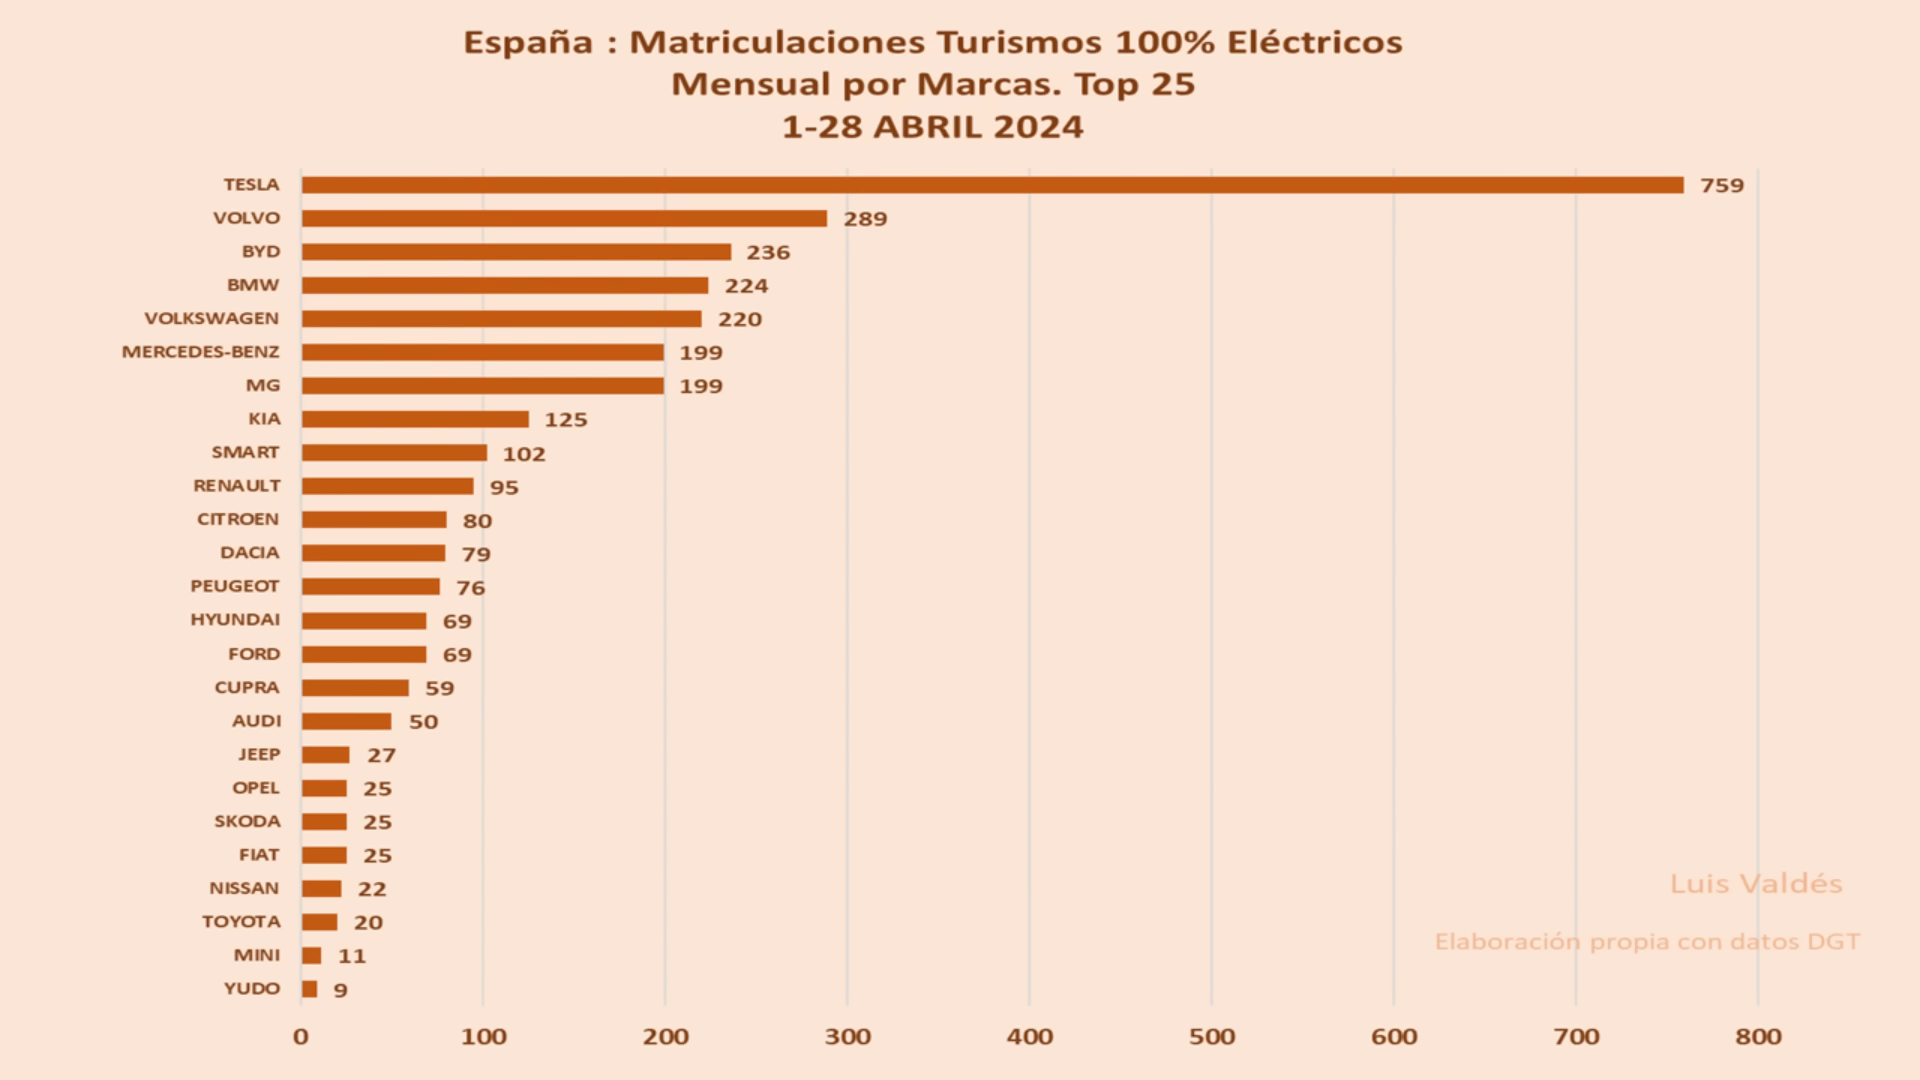 España : Matriculaciones Turismos 100% Eléctricos
Mensual por Marcas. Top 25
1-28 ABRIL 2024
TESLA 759
VOLVO 289
BYD 236
BMW 224
VOLKSWAGEN 220
MERCEDES-BENZ 199
MG 199
KIA 125
SMART 102
RENAULT 95
CITROEN 80
DACIA 79
PEUGEOT 76
HYUNDAI 69
FORD 69
CUPRA 59
AUDI 50
JEEP 27
OPEL 25
SKODA 25
FIAT 25
NISSAN 22
TOYOTA 20
MINI 11
YUDO 9
Luis Valdés
Elaboración propia con datos DGT
0 100 200 300 400 500 600 700 800